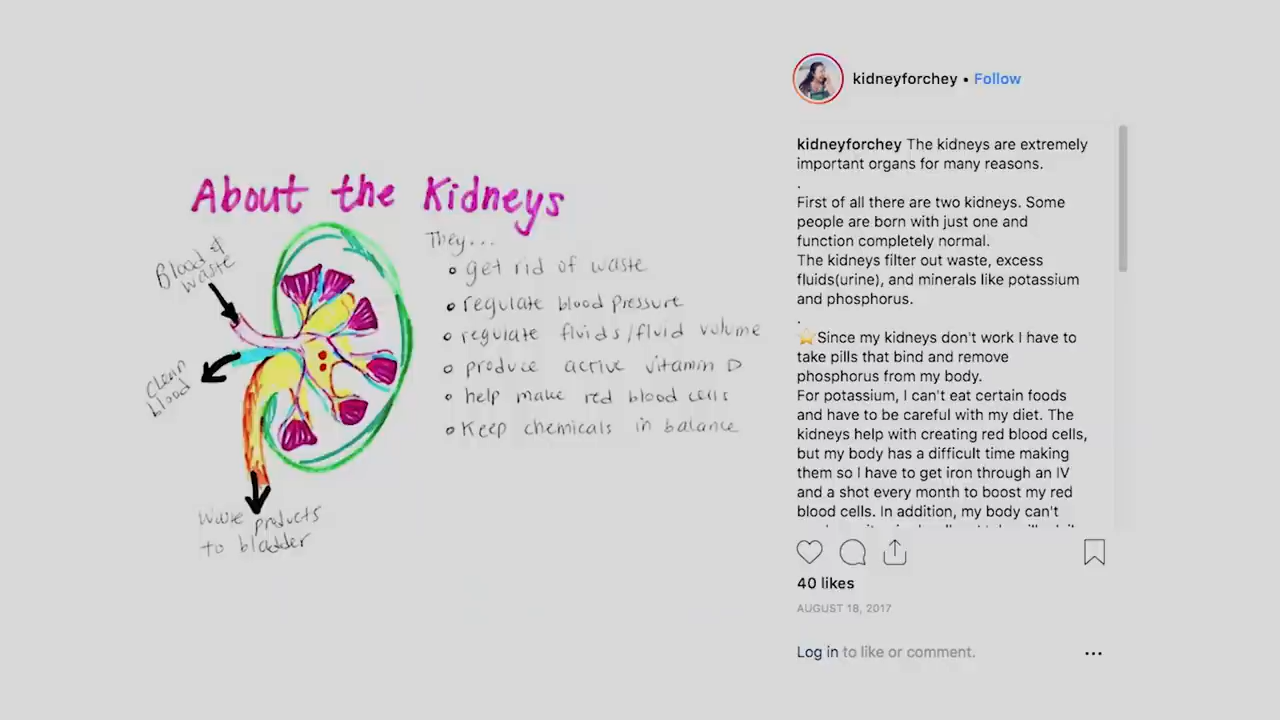 About the Kidneys
They...
• get rid of waste
• regulate blood pressure
• regulate fluids/fluid volume
• produce active vitamin D
• help make red blood cells
• Keep chemicals in balance
Blood &
waste
clean
blood
waste products
to bladder
kidneyforchey • Follow
kidneyforchey The kidneys are extremely
important organs for many reasons.
.
First of all there are two kidneys. Some
people are born with just one and
function completely normal.
The kidneys filter out waste, excess
fluids(urine), and minerals like potassium
and phosphorus.
.
⭐Since my kidneys don't work I have to
take pills that bind and remove
phosphorus from my body.
For potassium, I can't eat certain foods
and have to be careful with my diet. The
kidneys help with creating red blood cells,
but my body has a difficult time making
them so I have to get iron through an IV
and a shot every month to boost my red
blood cells. In addition, my body can't
40 likes
AUGUST 18, 2017
Log in to like or comment.